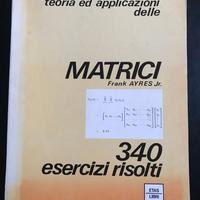 teoria ed applicazioni
delle
MATRICI
Frank AYRES Jr.
340
esercizi risolti
ETAS
LIBRI